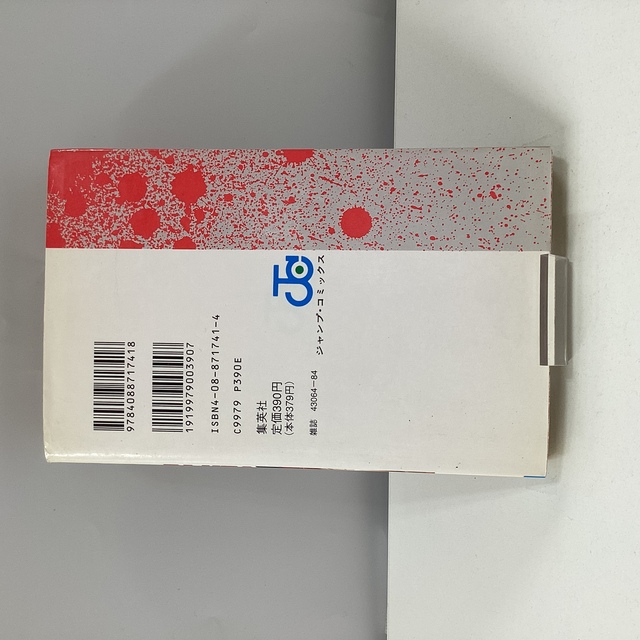 9784088717418
1919979003907
ISBN4-08-871741-4
C9979 P390E
集英社
定価390円
(本体379円)
雑誌 43064-84
JC
ジャンプ・コミックス